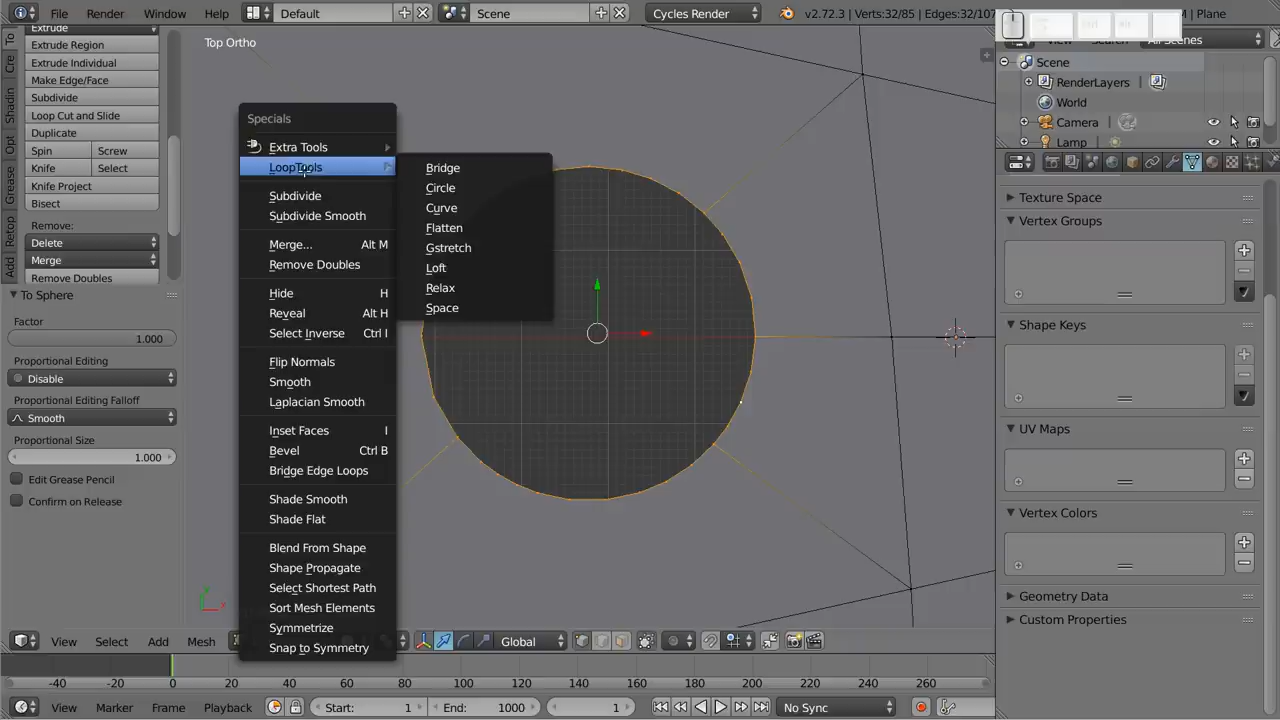 File
Render
Window
Help
Default
Scene
Cycles Render
v2.72.3 | Verts:32/85 | Edges:32/107
M | Plane
All Scenes
Top Ortho
Extrude
Extrude Region
Extrude Individual
Make Edge/Face
Subdivide
Loop Cut and Slide
Duplicate
Spin
Screw
Knife
Select
Knife Project
Bisect
Remove:
Delete
Merge
Remove Doubles
To
Cre
Shadin
Opt
Grease
Retop
Add
To Sphere
Factor
1.000
Proportional Editing
Disable
Proportional Editing Falloff
Smooth
Proportional Size
1.000
Edit Grease Pencil
Confirm on Release
Specials
Extra Tools
LoopTools
Subdivide
Subdivide Smooth
Merge... Alt M
Remove Doubles
Hide H
Reveal Alt H
Select Inverse Ctrl I
Flip Normals
Smooth
Laplacian Smooth
Inset Faces I
Bevel Ctrl B
Bridge Edge Loops
Shade Smooth
Shade Flat
Blend From Shape
Shape Propagate
Select Shortest Path
Sort Mesh Elements
Symmetrize
Snap to Symmetry
Bridge
Circle
Curve
Flatten
Gstretch
Loft
Relax
Space
Scene
RenderLayers
World
Camera
Lamp
Texture Space
Vertex Groups
Shape Keys
UV Maps
Vertex Colors
Geometry Data
Custom Properties
y
x
View
Select
Add
Mesh
Global
-40 -20 0 20 40 60 80 100 120 140 160 180 200 220 240 260
View
Marker
Frame
Playback
Start: 1
End: 1000
1
No Sync